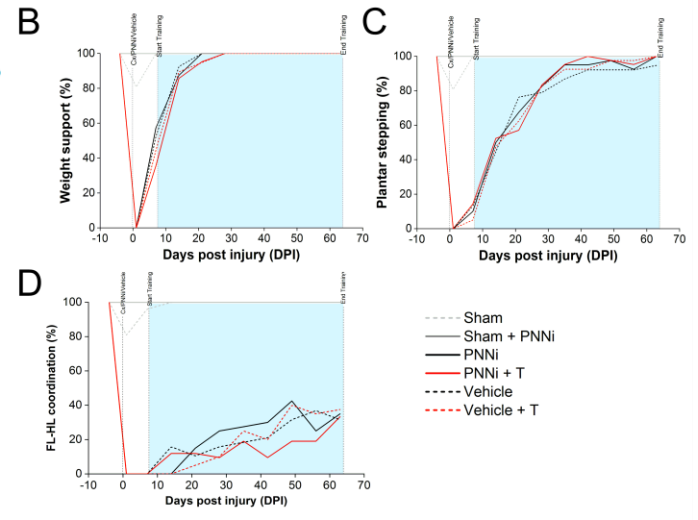 B
Cx/PNNi/Vehicle
Start Training
End Training
Weight support (%)
100
80
60
40
20
0
-10 0 10 20 30 40 50 60 70
Days post injury (DPI)
C
Cx/PNNi/Vehicle
Start Training
End Training
Plantar stepping (%)
100
80
60
40
20
0
-10 0 10 20 30 40 50 60 70
Days post injury (DPI)
D
Cx/PNNi/Vehicle
Start Training
End Trainin
FL-HL coordination (%)
100
80
60
40
20
0
-10 0 10 20 30 40 50 60 70
Days post injury (DPI)
Sham
Sham + PNNi
PNNi
PNNi + T
Vehicle
Vehicle + T